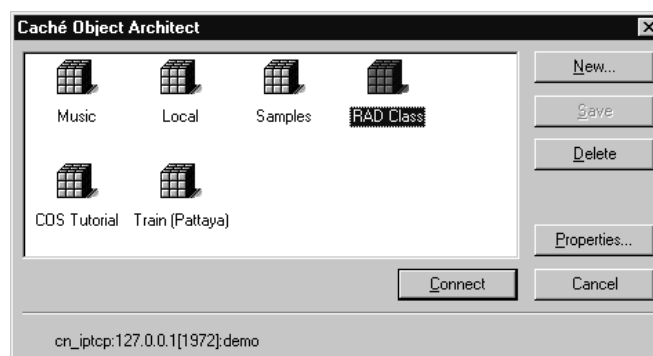 Caché Object Architect
Music Local Samples RAD Class
COS Tutorial Train (Pattaya)
New...
Save
Delete
Properties...
Connect Cancel
cn_iptcp:127.0.0.1[1972]:demo